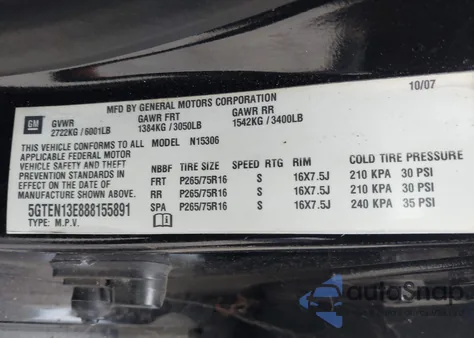 10/07
MFD BY GENERAL MOTORS CORPORATION
GM GVWR GAWR FRT GAWR RR
2722KG / 6001LB 1384KG / 3050LB 1542KG / 3400LB
THIS VEHICLE CONFORMS TO ALL MODEL N15306
APPLICABLE FEDERAL MOTOR
VEHICLE SAFETY AND THEFT NBBF TIRE SIZE SPEED RTG RIM COLD TIRE PRESSURE
PREVENTION STANDARDS IN FRT P265/75R16 S 16X7.5J 210 KPA 30 PSI
EFFECT ON THE DATE OF RR P265/75R16 S 16X7.5J 210 KPA 30 PSI
MANUFACTURE SHOWN ABOVE. SPA P265/75R16 S 16X7.5J 240 KPA 35 PSI
5GTEN13E888155891
TYPE: M.P.V.
autoSnap